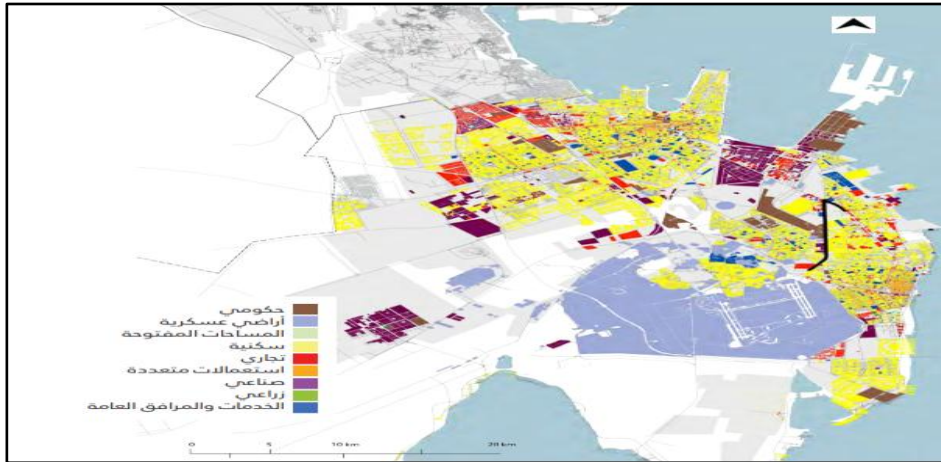 حكومي
أراضي عسكرية
المساحات المفتوحة
سكنية
تجاري
استعمالات متعددة
صناعي
زراعي
الخدمات والمرافق العامة
0 5 10 km 20 km